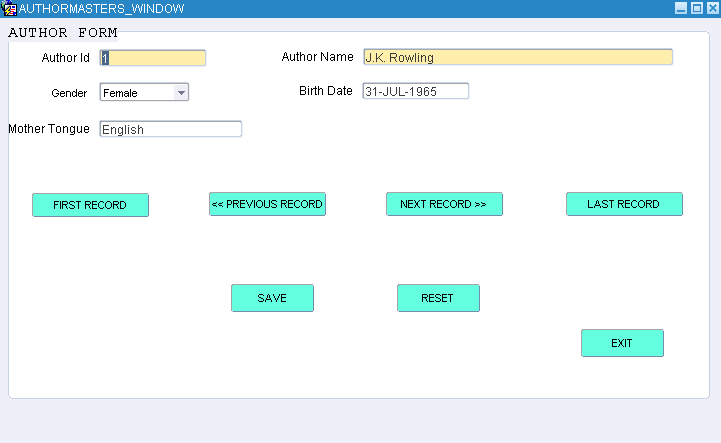 AUTHORMASTERS_WINDOW
AUTHOR FORM
Author Id 1 Author Name J.K. Rowling
Gender Female Birth Date 31-JUL-1965
Mother Tongue English
FIRST RECORD << PREVIOUS RECORD NEXT RECORD >> LAST RECORD
SAVE RESET
EXIT